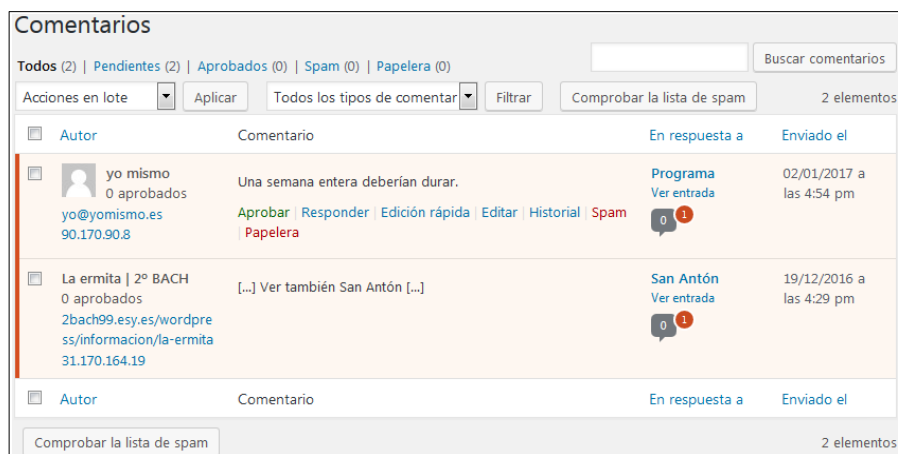 Comentarios
Todos (2) | Pendientes (2) | Aprobados (0) | Spam (0) | Papelera (0)
Buscar comentarios
Acciones en lote Aplicar Todos los tipos de comentar Filtrar Comprobar la lista de spam 2 elementos
Autor Comentario En respuesta a Enviado el
yo mismo
0 aprobados
yo@yomismo.es
90.170.90.8
Una semana entera deberían durar.
Aprobar | Responder | Edición rápida | Editar | Historial | Spam
| Papelera
Programa
Ver entrada
0 1
02/01/2017 a
las 4:54 pm
La ermita | 2º BACH
0 aprobados
2bach99.esy.es/wordpre
ss/informacion/la-ermita
31.170.164.19
[...] Ver también San Antón [...]
San Antón
Ver entrada
0 1
19/12/2016 a
las 4:29 pm
Autor Comentario En respuesta a Enviado el
Comprobar la lista de spam 2 elementos